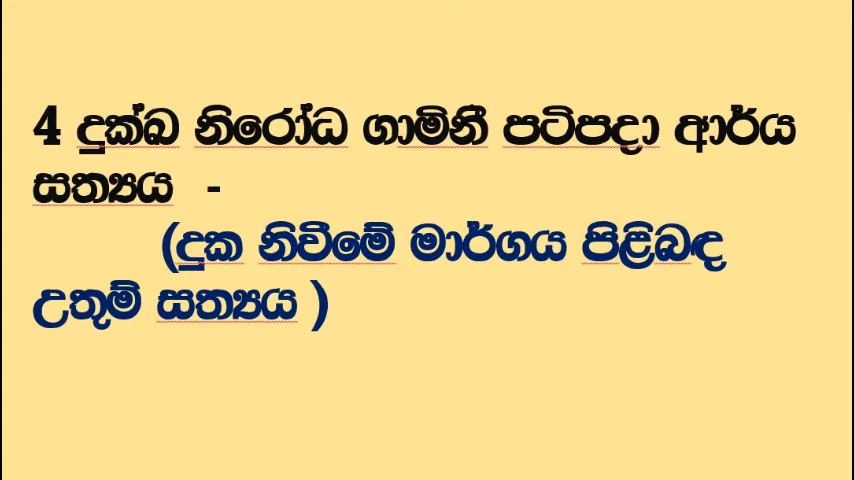 4 දුක්ඛ නිරෝධ ගාමිනී පටිපදා ආර්ය
සත්‍යය -
(දුක නිවීමේ මාර්ගය පිළිබඳ
උතුම් සත්‍යය )